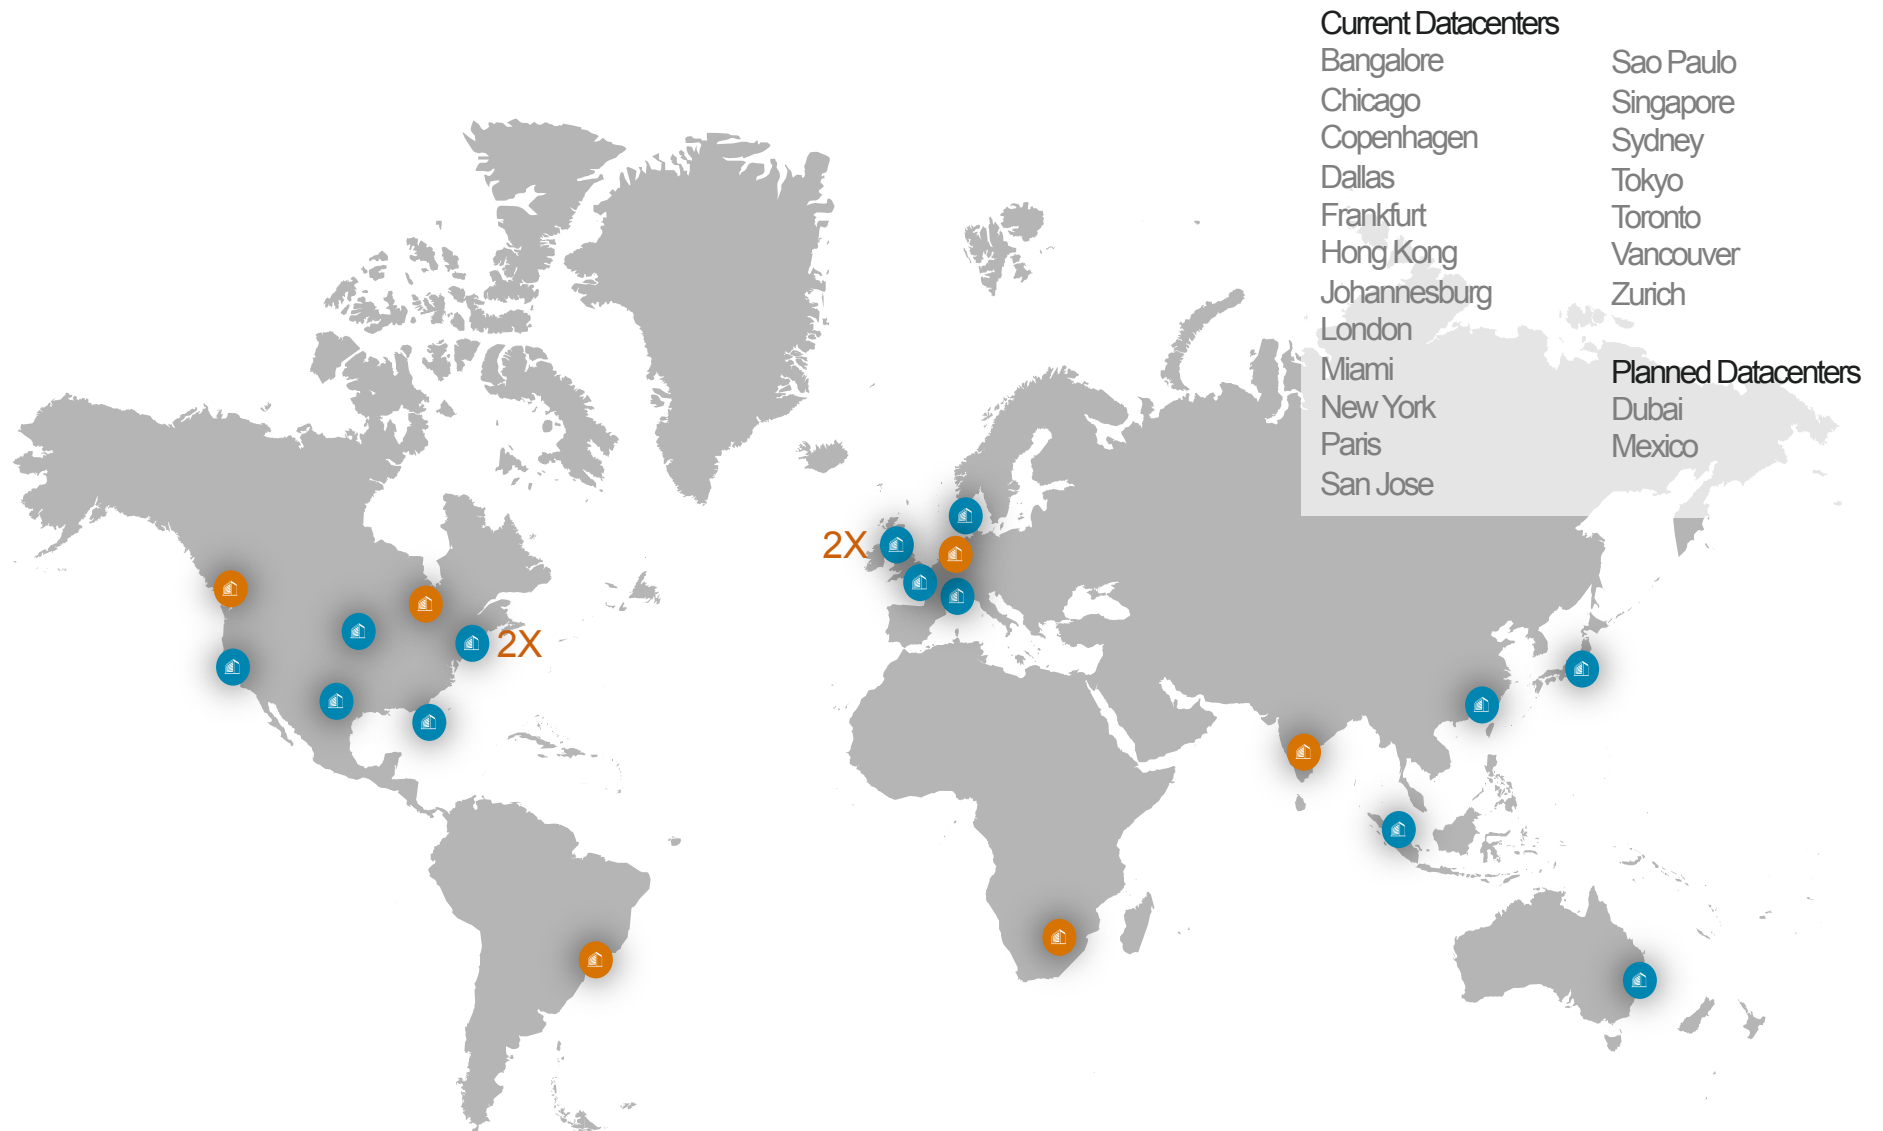 Current Datacenters
Bangalore
Chicago
Copenhagen
Dallas
Frankfurt
Hong Kong
Johannesburg
London
Miami
New York
Paris
San Jose
Sao Paulo
Singapore
Sydney
Tokyo
Toronto
Vancouver
Zurich
Planned Datacenters
Dubai
Mexico
2X
2X